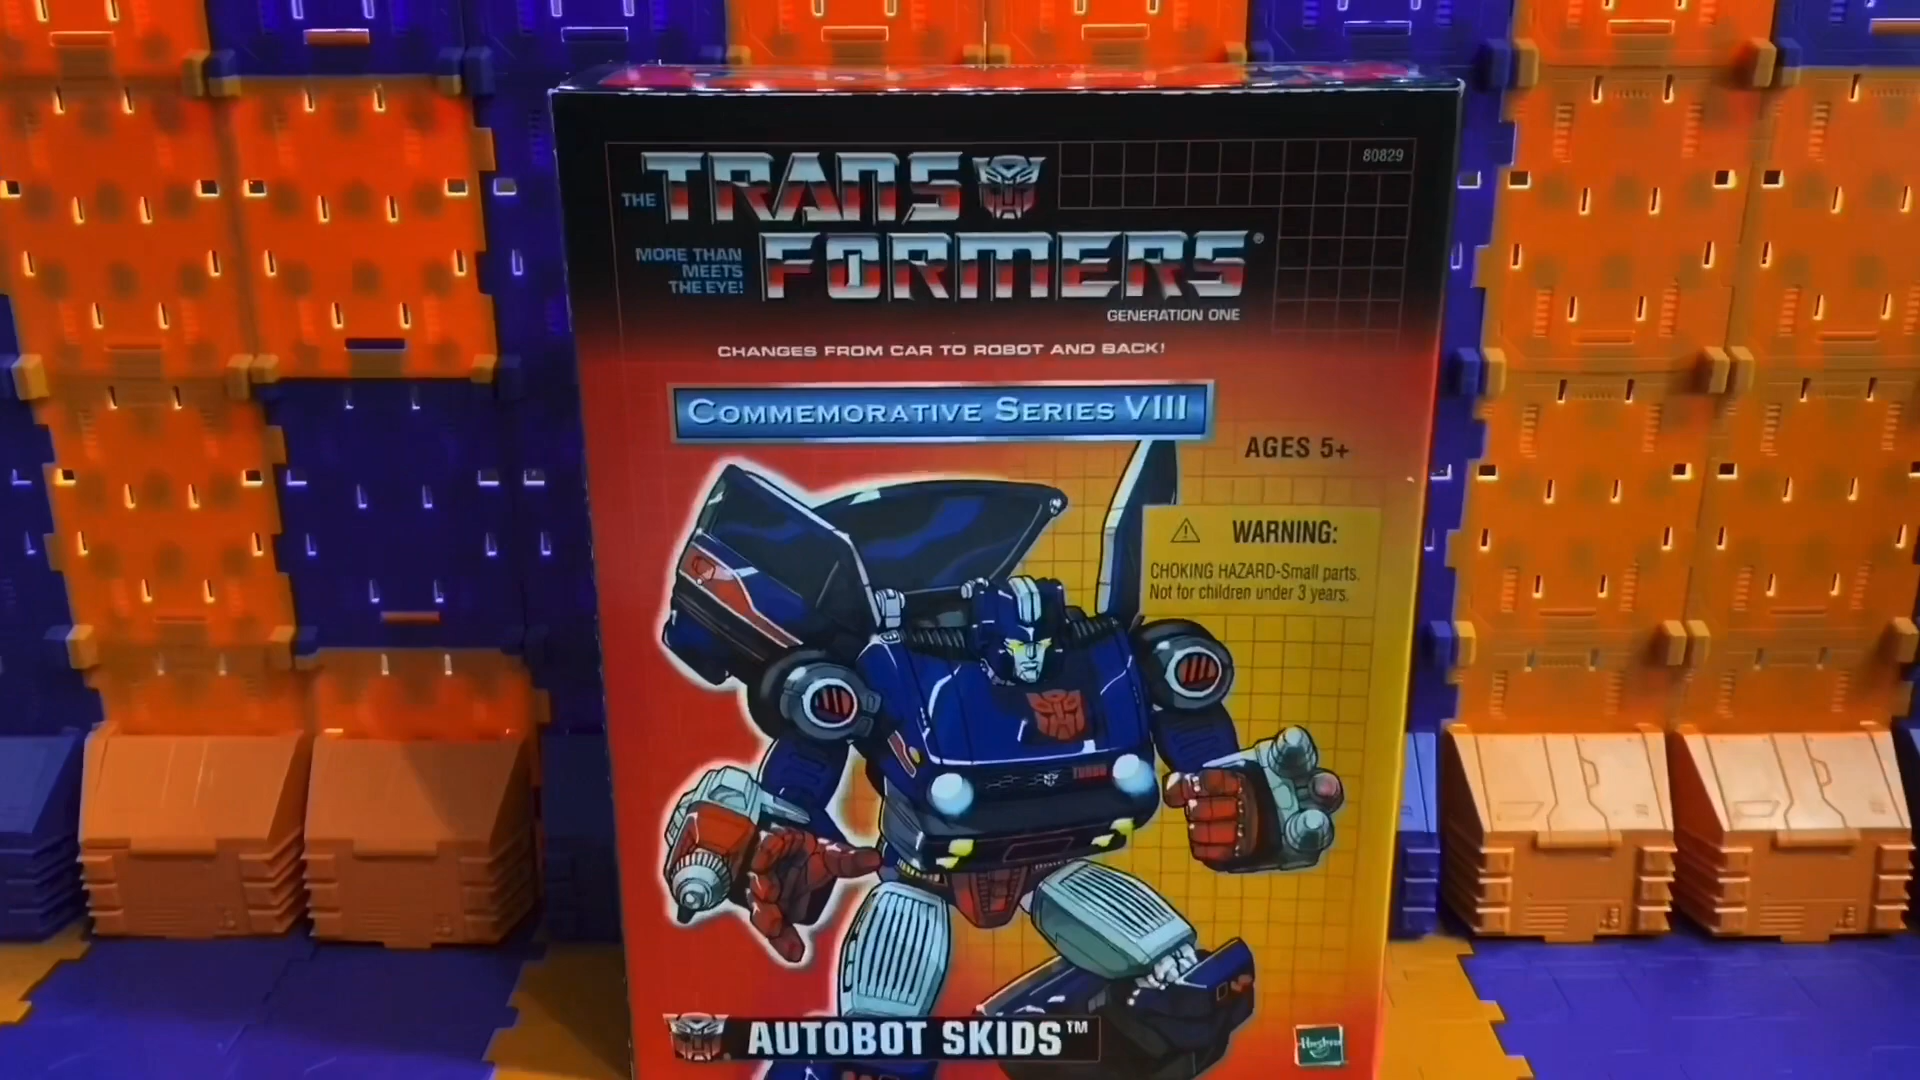 80829
THE TRANS
FORMERS®
MORE THAN
MEETS
THE EYE!
GENERATION ONE
CHANGES FROM CAR TO ROBOT AND BACK!
COMMEMORATIVE SERIES VIII
AGES 5+
WARNING:
CHOKING HAZARD-Small parts.
Not for children under 3 years.
TURBO
AUTOBOT SKIDS™
Hasbro